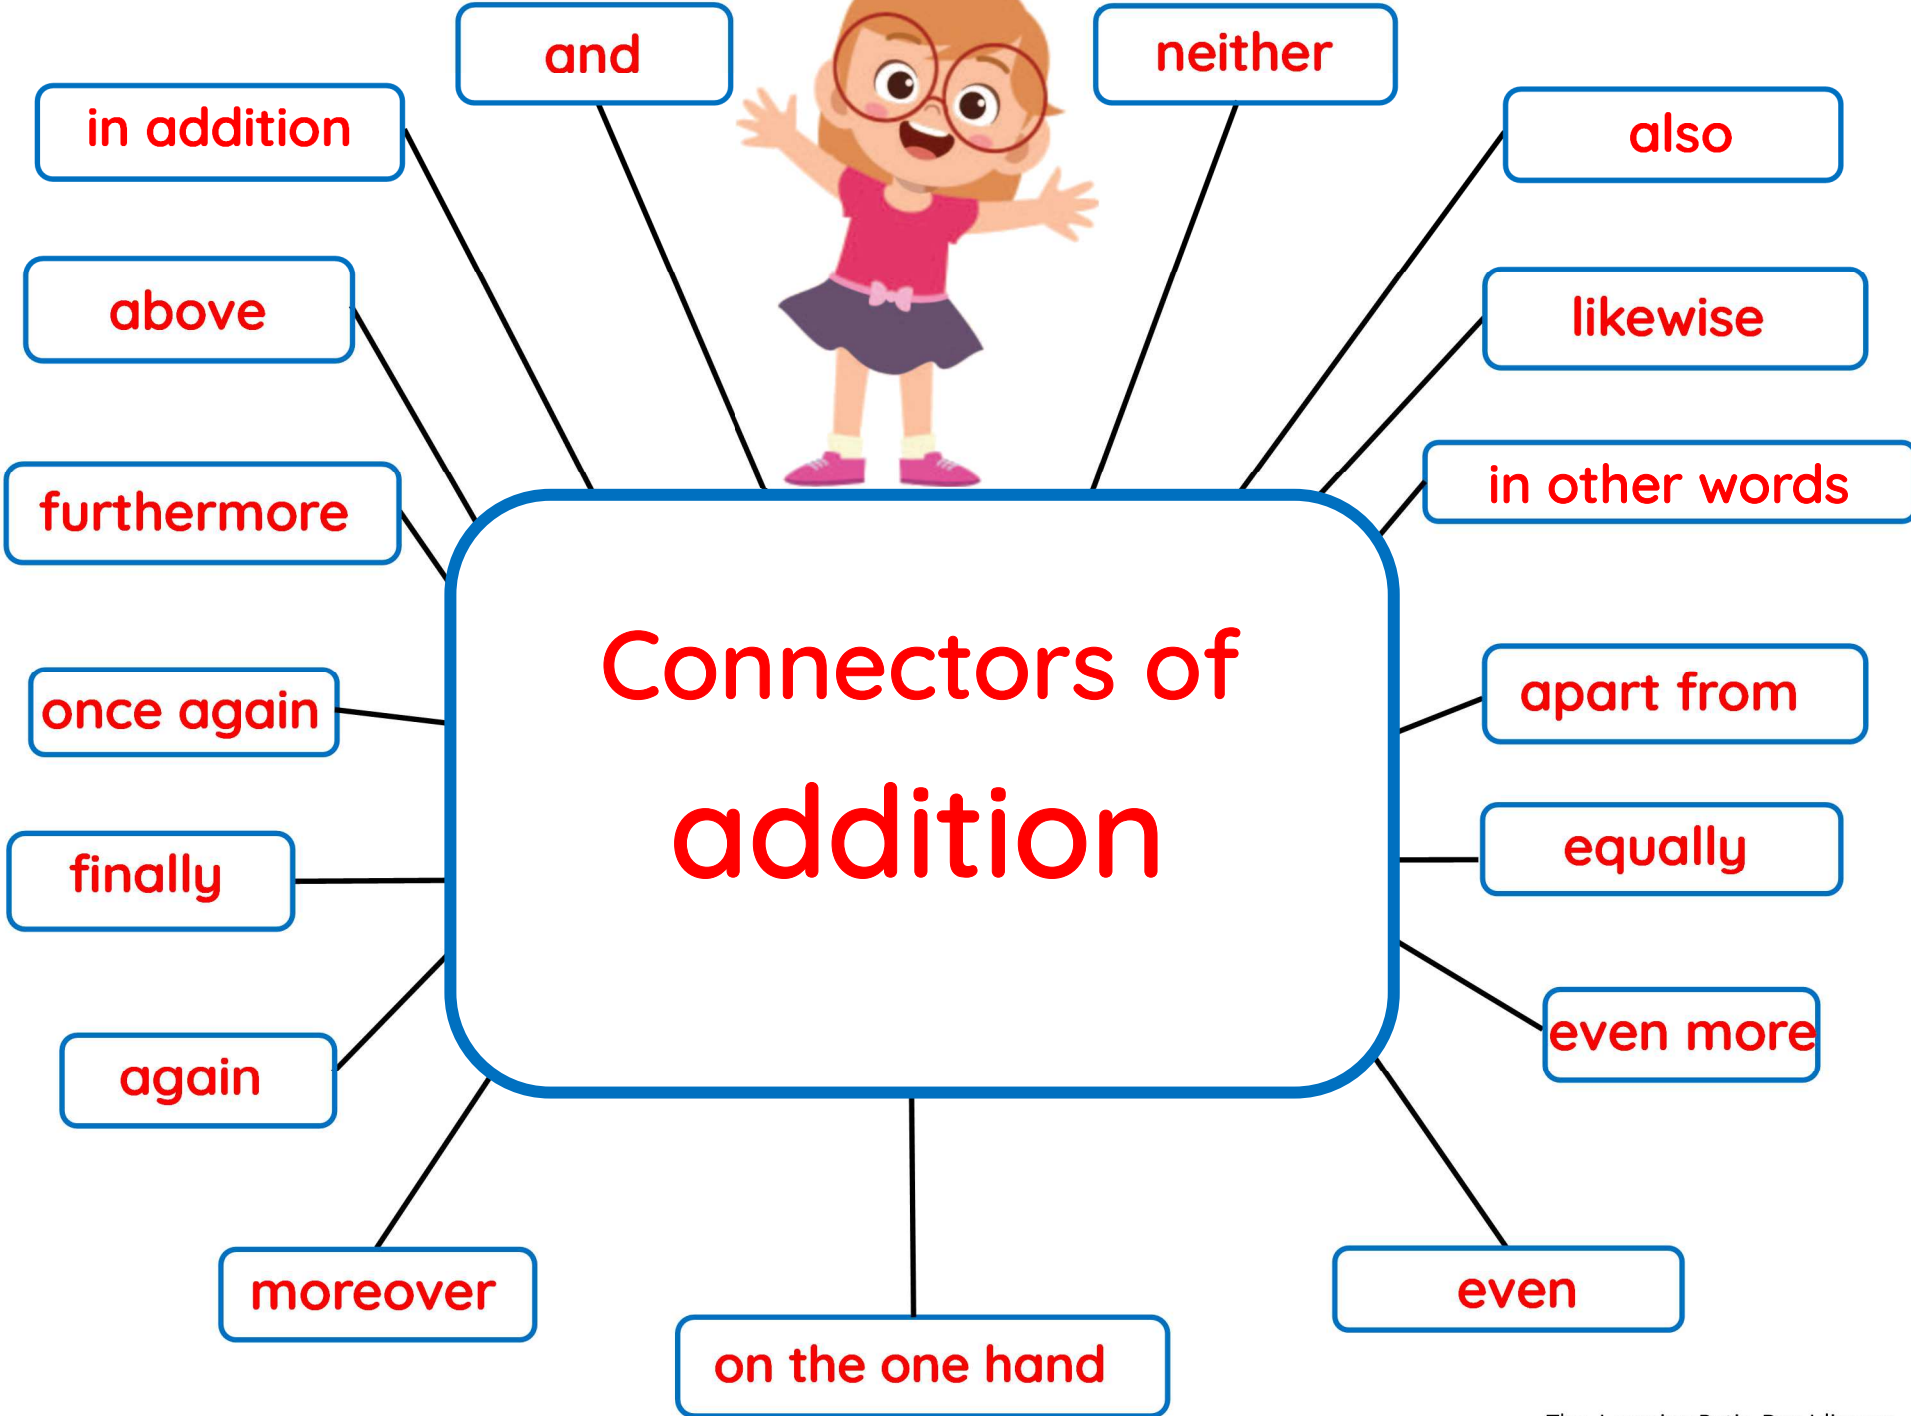 and
neither
in addition
also
above
likewise
in other words
furthermore
Connectors of
addition
once again
apart from
finally
equally
again
even more
moreover
even
on the one hand